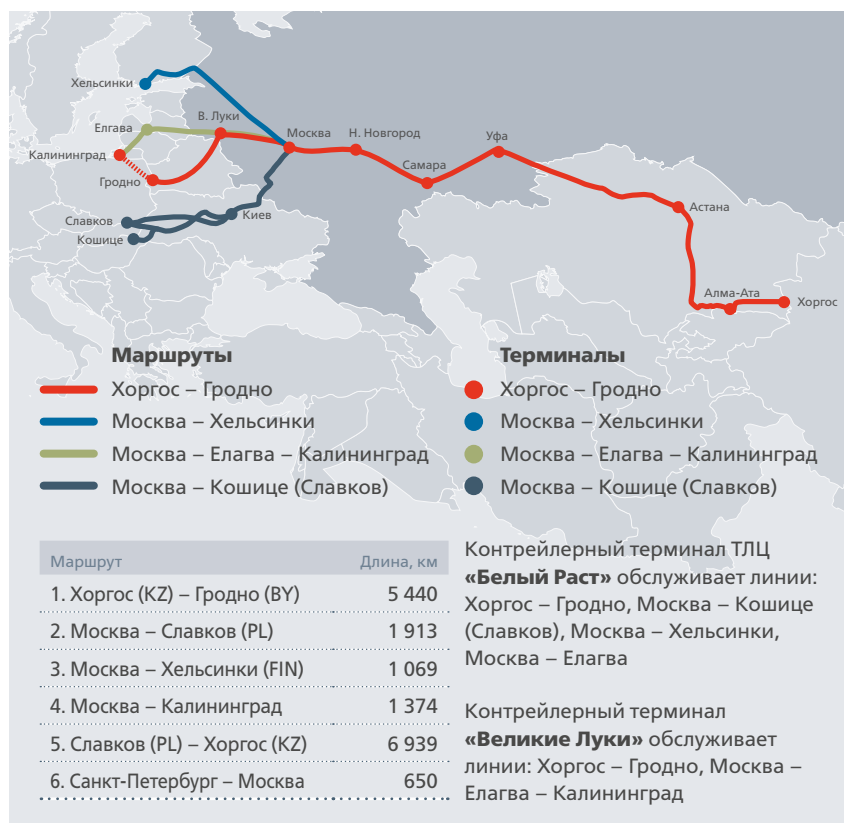 Хельсинки
В. Луки
Елгава
Москва
Н. Новгород
Уфа
Калининград
Гродно
Самара
Славков
Киев
Астана
Кошице
Алма-Ата
Хоргос
Маршруты
Хоргос – Гродно
Москва – Хельсинки
Москва – Елагва – Калининград
Москва – Кошице (Славков)
Терминалы
Хоргос – Гродно
Москва – Хельсинки
Москва – Елагва – Калининград
Москва – Кошице (Славков)
Маршрут Длина, км
1. Хоргос (KZ) – Гродно (BY) 5 440
2. Москва – Славков (PL) 1 913
3. Москва – Хельсинки (FIN) 1 069
4. Москва – Калининград 1 374
5. Славков (PL) – Хоргос (KZ) 6 939
6. Санкт-Петербург – Москва 650
Контрейлерный терминал ТЛЦ
«Белый Раст» обслуживает линии:
Хоргос – Гродно, Москва – Кошице
(Славков), Москва – Хельсинки,
Москва – Елагва
Контрейлерный терминал
«Великие Луки» обслуживает
линии: Хоргос – Гродно, Москва –
Елагва – Калининград